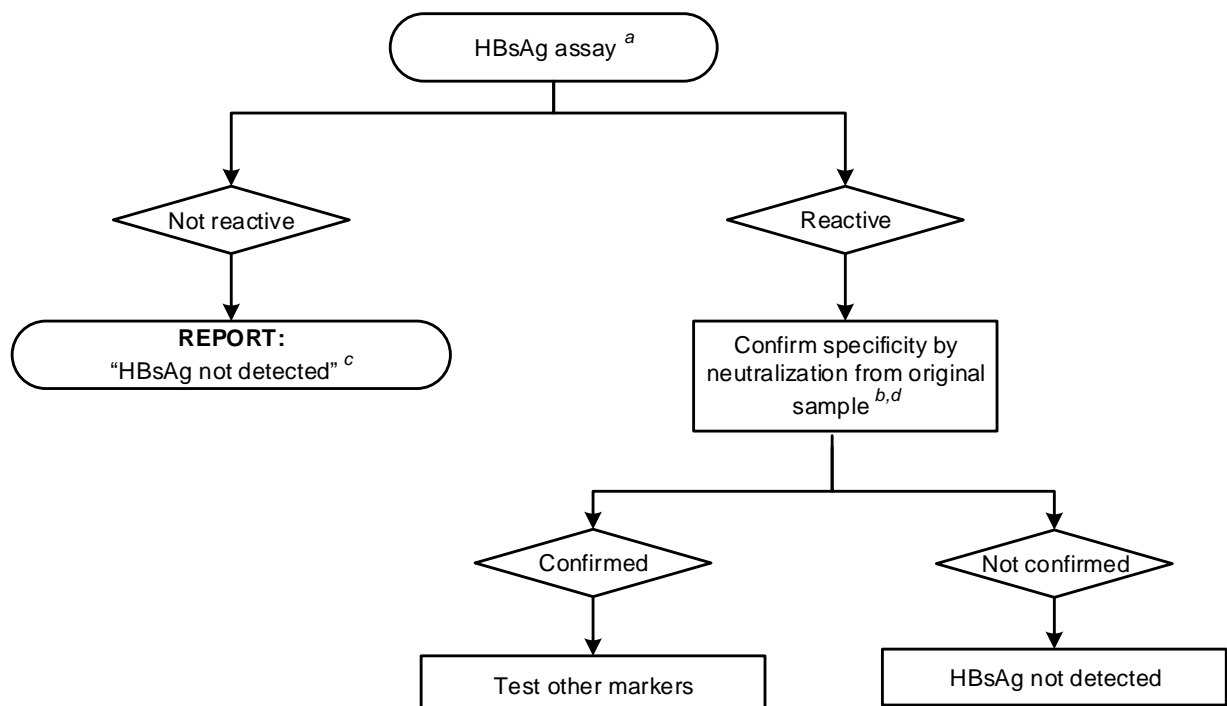 HBsAg assay a
Not reactive
Reactive
REPORT:
“HBsAg not detected” c
Confirm specificity by
neutralization from original
sample b,d
Confirmed
Not confirmed
Test other markers
HBsAg not detected